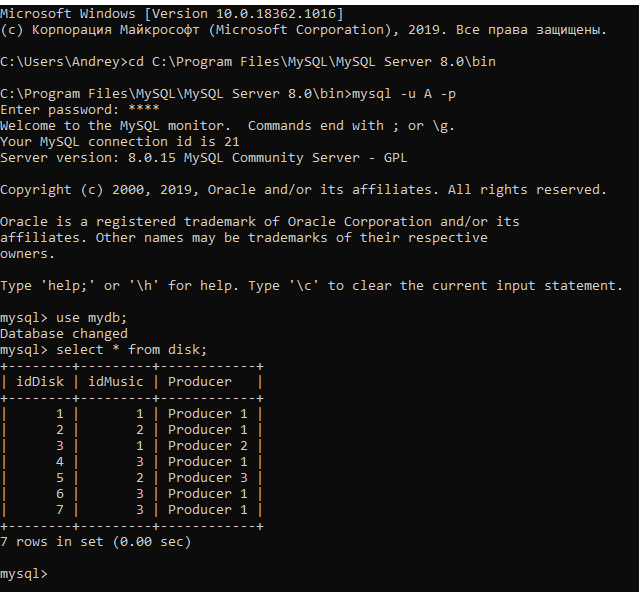 Microsoft Windows [Version 10.0.18362.1016]
(c) Корпорация Майкрософт (Microsoft Corporation), 2019. Все права защищены.
C:\Users\Andrey>cd C:\Program Files\MySQL\MySQL Server 8.0\bin
C:\Program Files\MySQL\MySQL Server 8.0\bin>mysql -u A -p
Enter password: ****
Welcome to the MySQL monitor.  Commands end with ; or \g.
Your MySQL connection id is 21
Server version: 8.0.15 MySQL Community Server - GPL
Copyright (c) 2000, 2019, Oracle and/or its affiliates. All rights reserved.
Oracle is a registered trademark of Oracle Corporation and/or its
affiliates. Other names may be trademarks of their respective
owners.
Type 'help;' or '\h' for help. Type '\c' to clear the current input statement.
mysql> use mydb;
Database changed
mysql> select * from disk;
+--------+---------+------------+
| idDisk | idMusic | Producer   |
+--------+---------+------------+
|      1 |       1 | Producer 1 |
|      2 |       2 | Producer 1 |
|      3 |       1 | Producer 2 |
|      4 |       3 | Producer 1 |
|      5 |       2 | Producer 3 |
|      6 |       3 | Producer 1 |
|      7 |       3 | Producer 1 |
+--------+---------+------------+
7 rows in set (0.00 sec)
mysql>